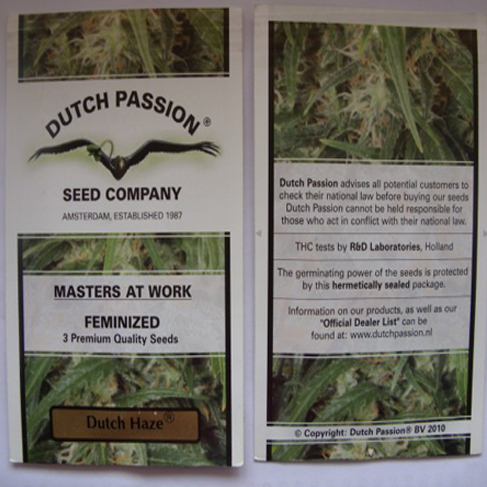 DUTCH PASSION®
SEED COMPANY
AMSTERDAM, ESTABLISHED 1987
MASTERS AT WORK
FEMINIZED
3 Premium Quality Seeds
Dutch Haze®
Dutch Passion advises all potential customers to
check their national law before buying our seeds
Dutch Passion cannot be held responsible for
those who act in conflict with their national law.
THC tests by R&D Laboratories, Holland
The germinating power of the seeds is protected
by this hermetically sealed package.
Information on our products, as well as our
"Official Dealer List" can be
found at: www.dutchpassion.nl
© Copyright: Dutch Passion® BV 2010